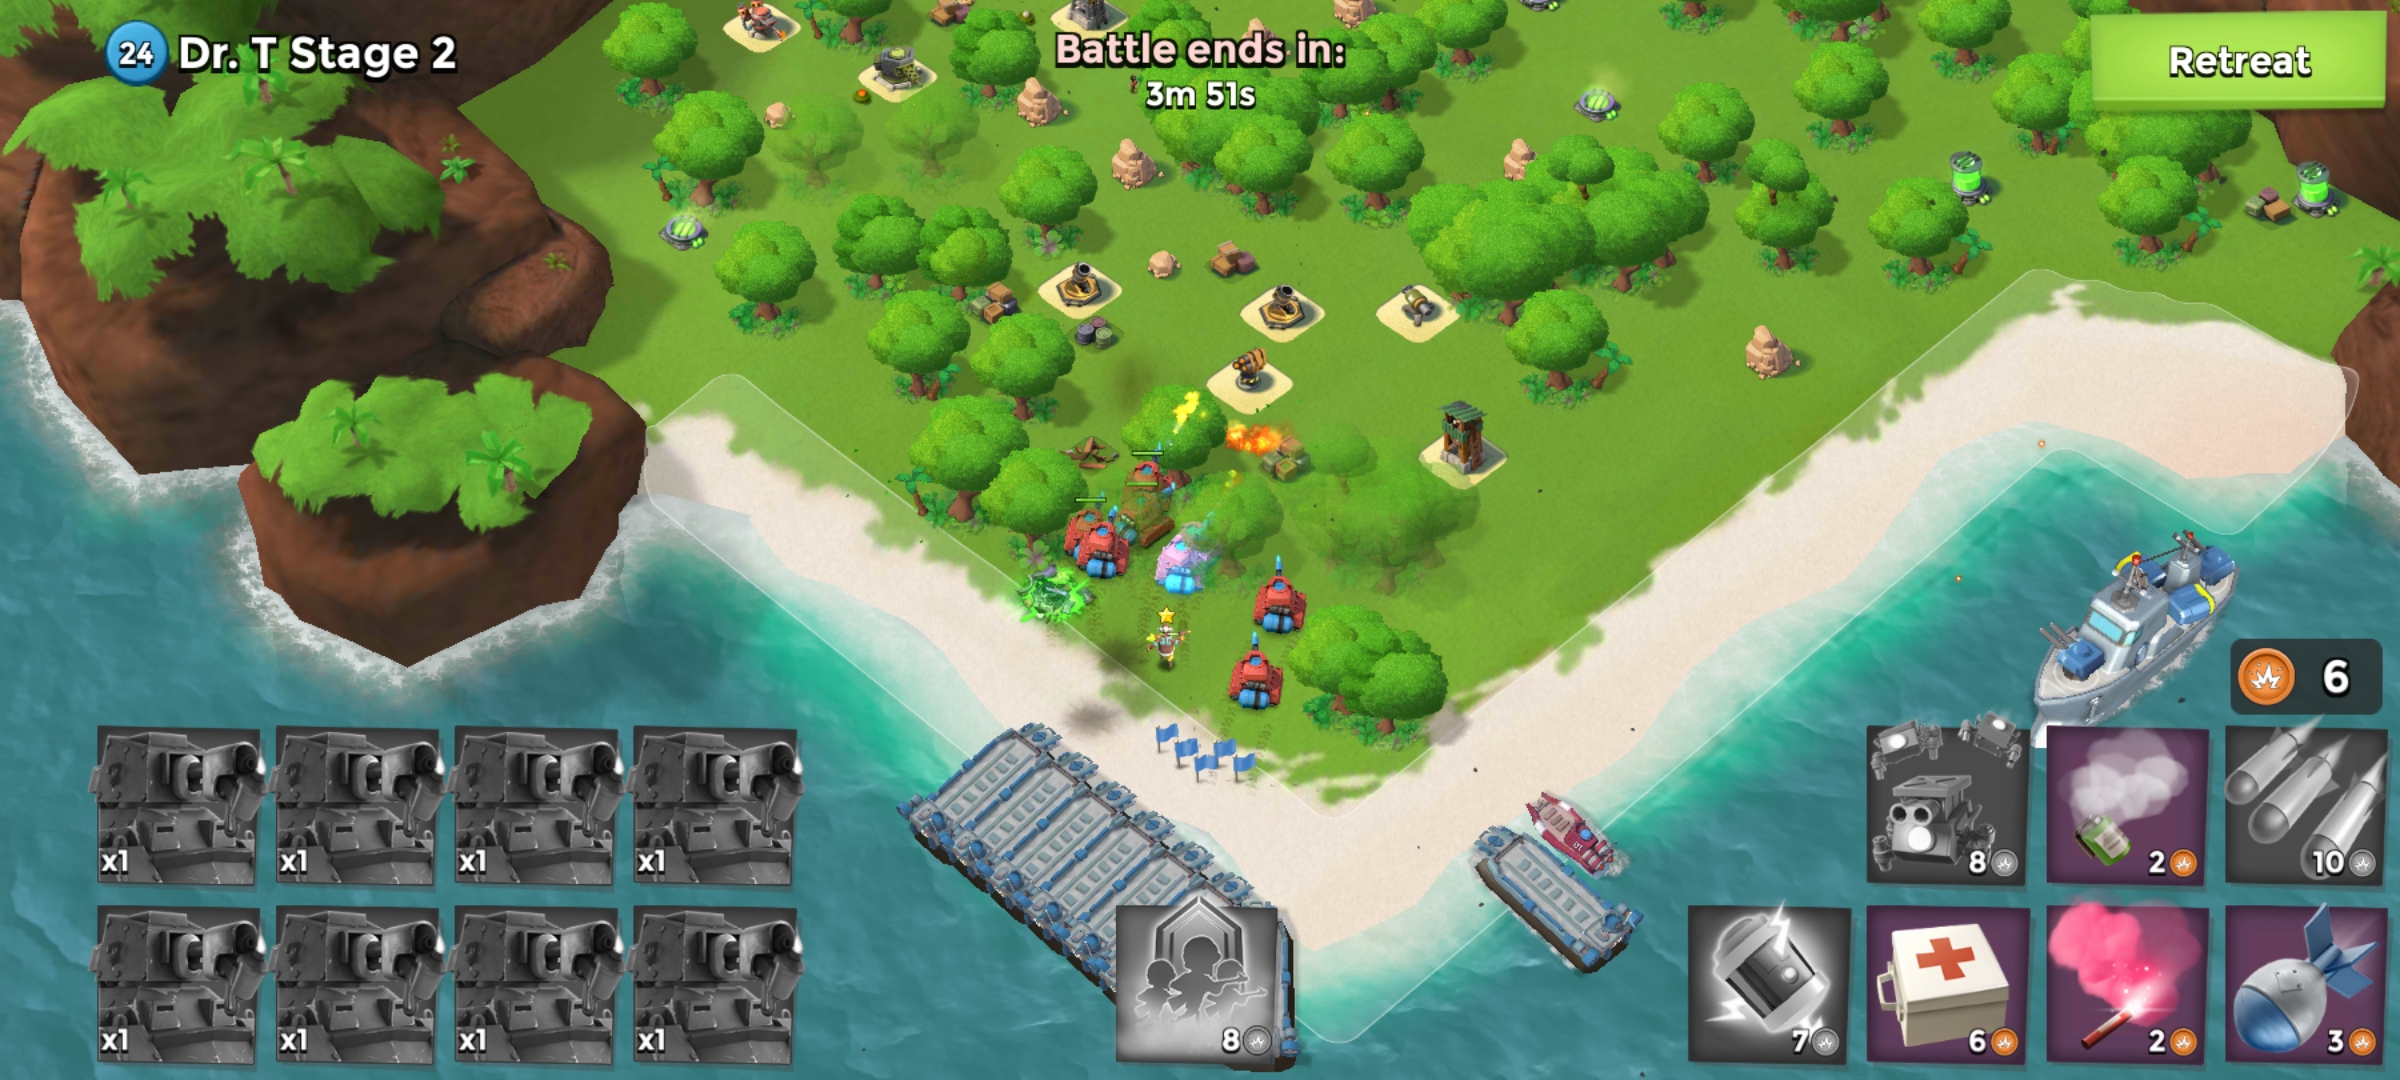 24 Dr. T Stage 2
Battle ends in:
3m 51s
Retreat
6
x1 x1 x1 x1
8 2 10
x1 x1 x1 x1
8
7 6 2 3